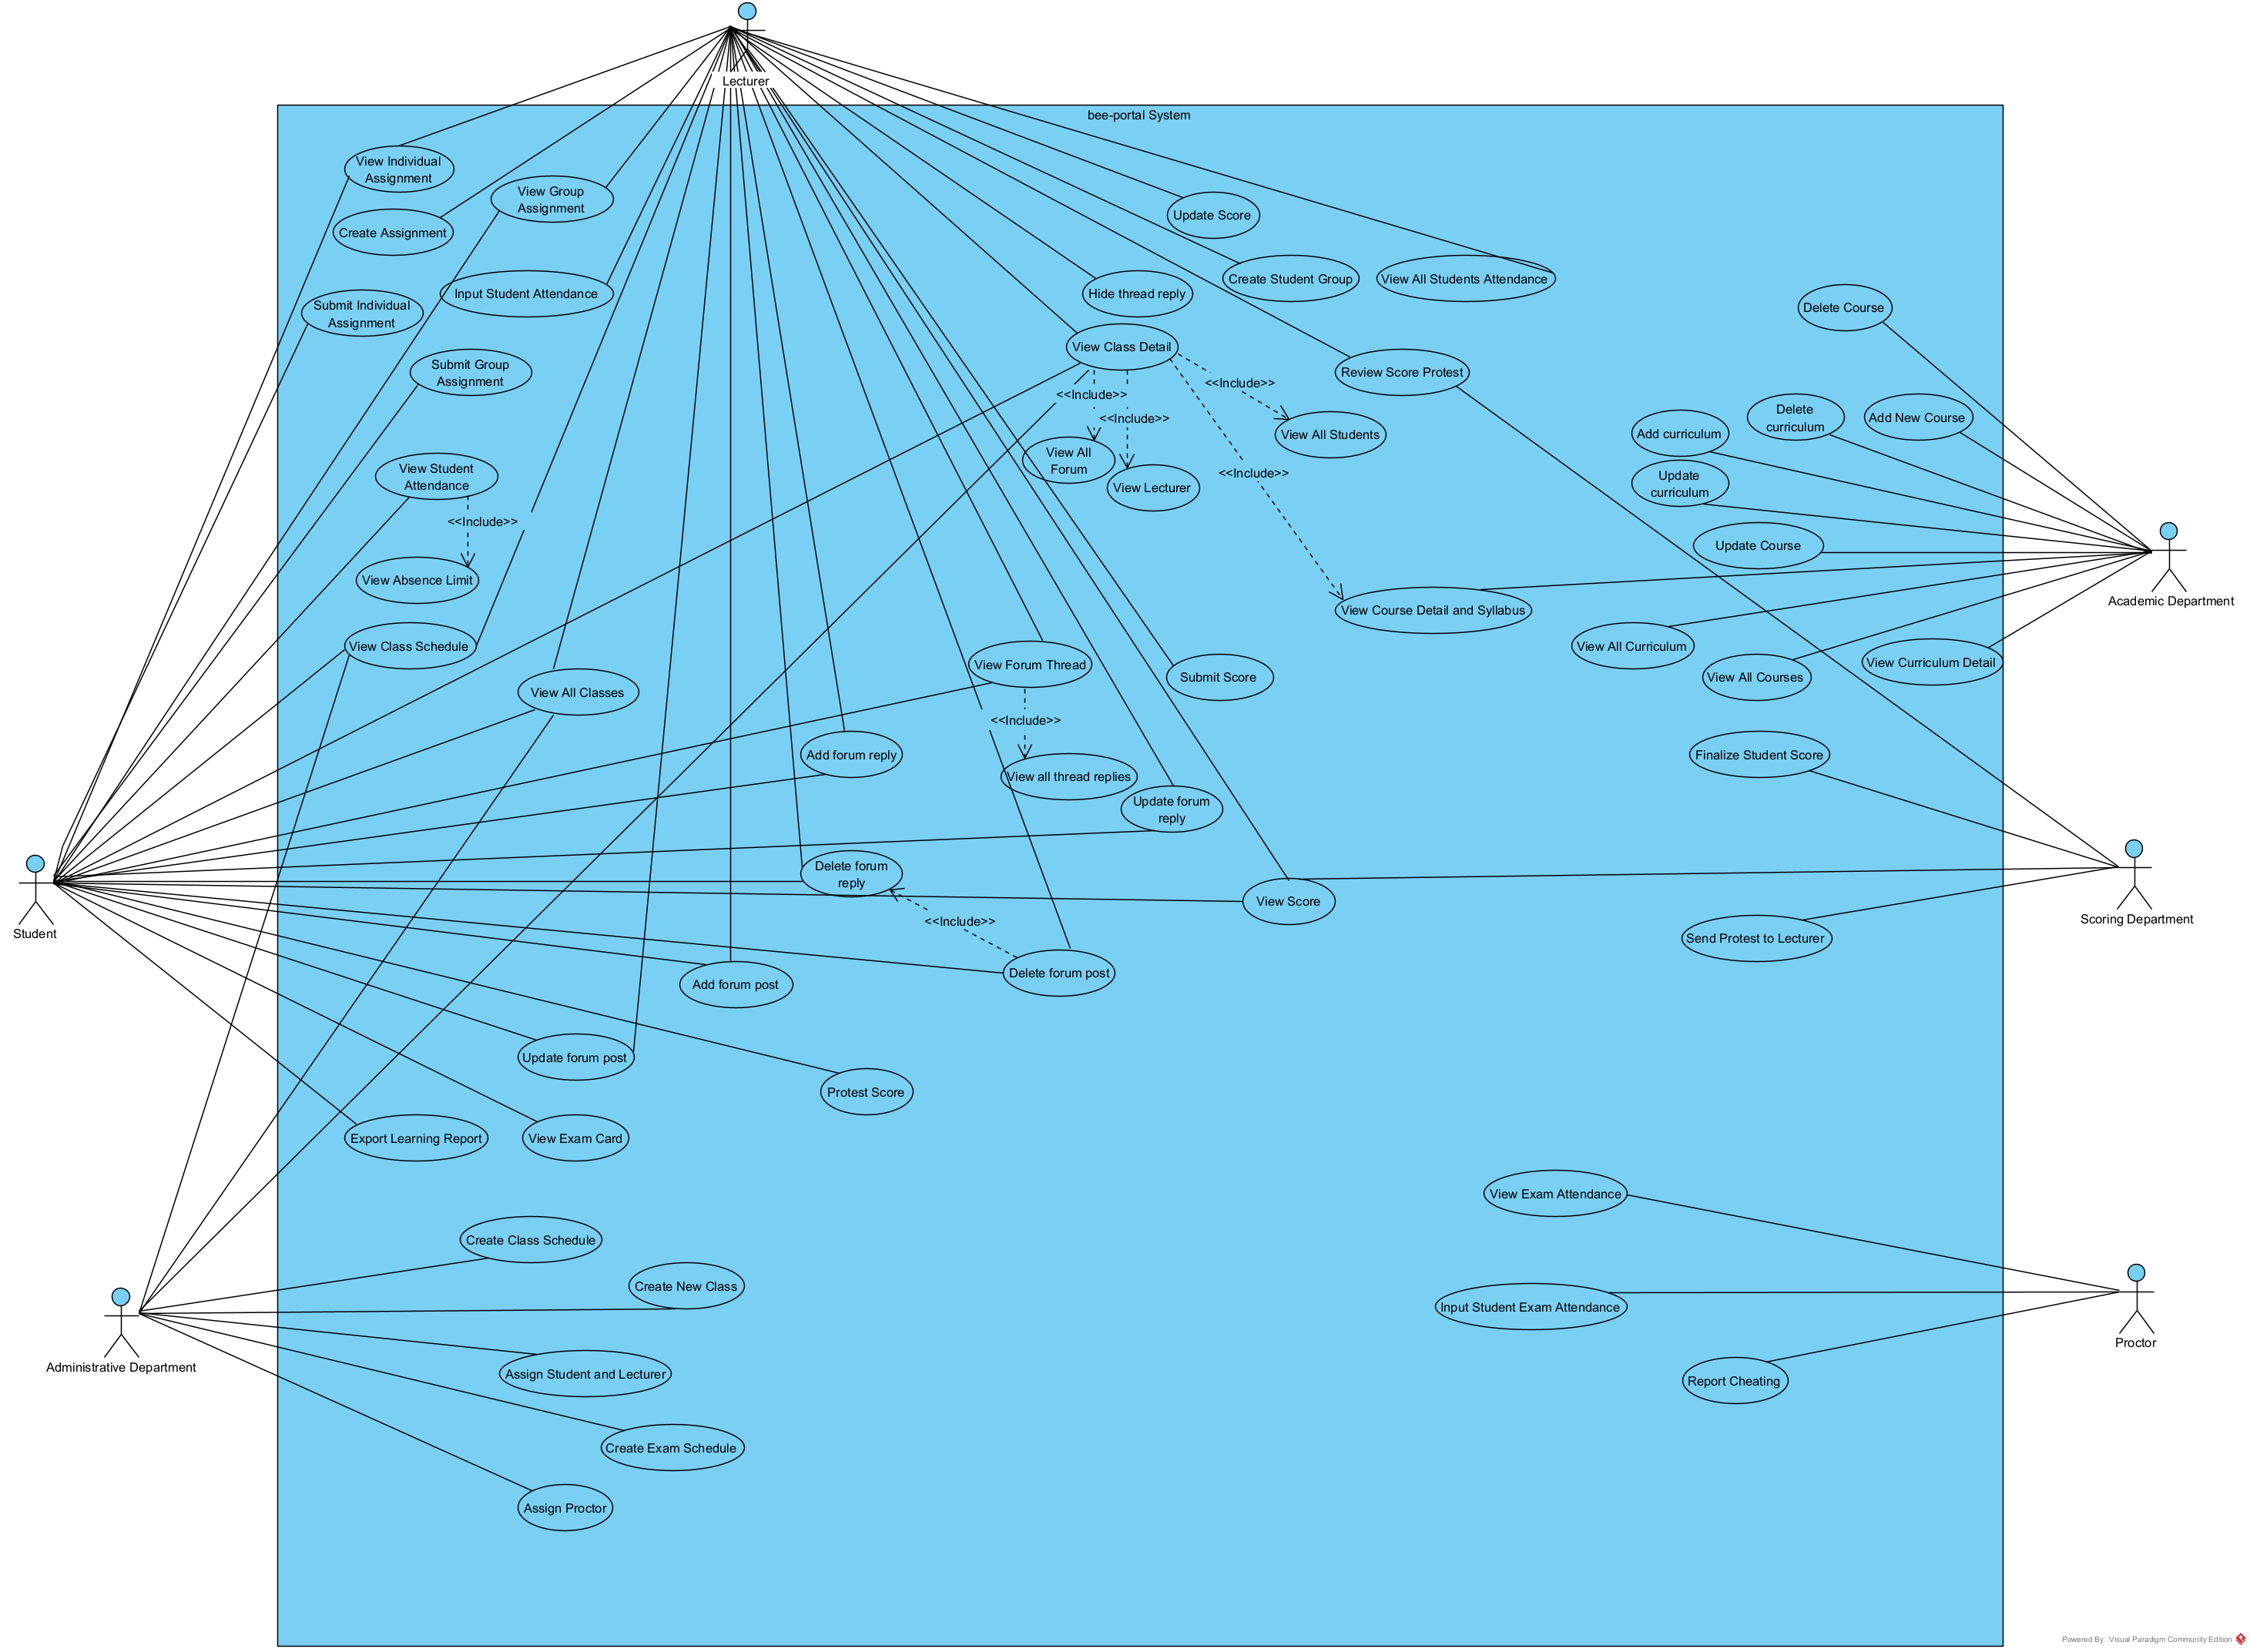 Lecturer
bee-portal System
View Individual
Assignment
View Group
Assignment
Create Assignment
Update Score
Input Student Attendance
Hide thread reply
Create Student Group
View All Students Attendance
Submit Individual
Assignment
Delete Course
View Class Detail
Submit Group
Assignment
Review Score Protest
<<Include>>
<<Include>>
<<Include>>
View All Students
Add curriculum
Delete
curriculum
Add New Course
View All
Forum
View Lecturer
<<Include>>
Update
curriculum
View Student
Attendance
<<Include>>
Update Course
View Absence Limit
View Course Detail and Syllabus
Academic Department
View Class Schedule
View All Classes
View Forum Thread
Submit Score
View All Curriculum
View All Courses
View Curriculum Detail
<<Include>>
Add forum reply
View all thread replies
Finalize Student Score
Update forum
reply
Delete forum
reply
View Score
Student
<<Include>>
Scoring Department
Send Protest to Lecturer
Add forum post
Delete forum post
Update forum post
Protest Score
Export Learning Report
View Exam Card
View Exam Attendance
Create Class Schedule
Create New Class
Input Student Exam Attendance
Administrative Department
Proctor
Assign Student and Lecturer
Report Cheating
Create Exam Schedule
Assign Proctor
Powered By Visual Paradigm Community Edition